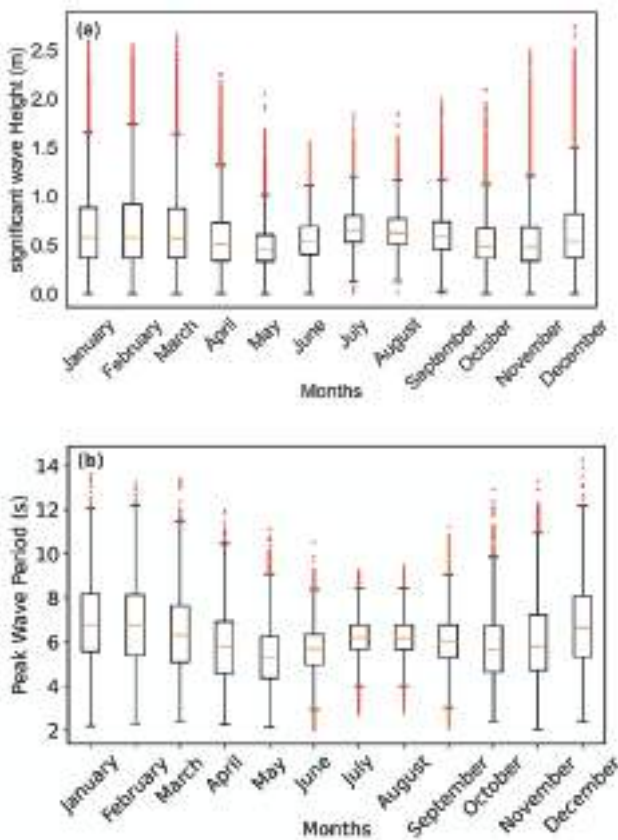 (a)
significant wave Height (m)
2.5
2.0
1.5
1.0
0.5
0.0
January
February
March
April
May
June
July
August
September
October
November
December
Months
(b)
Peak Wave Period (s)
14
12
10
8
6
4
2
January
February
March
April
May
June
July
August
September
October
November
December
Months